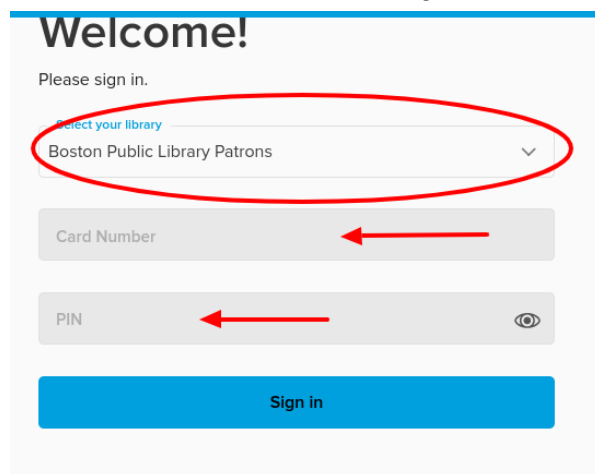 Welcome!
Please sign in.
Select your library
Boston Public Library Patrons
Card Number
PIN
Sign in